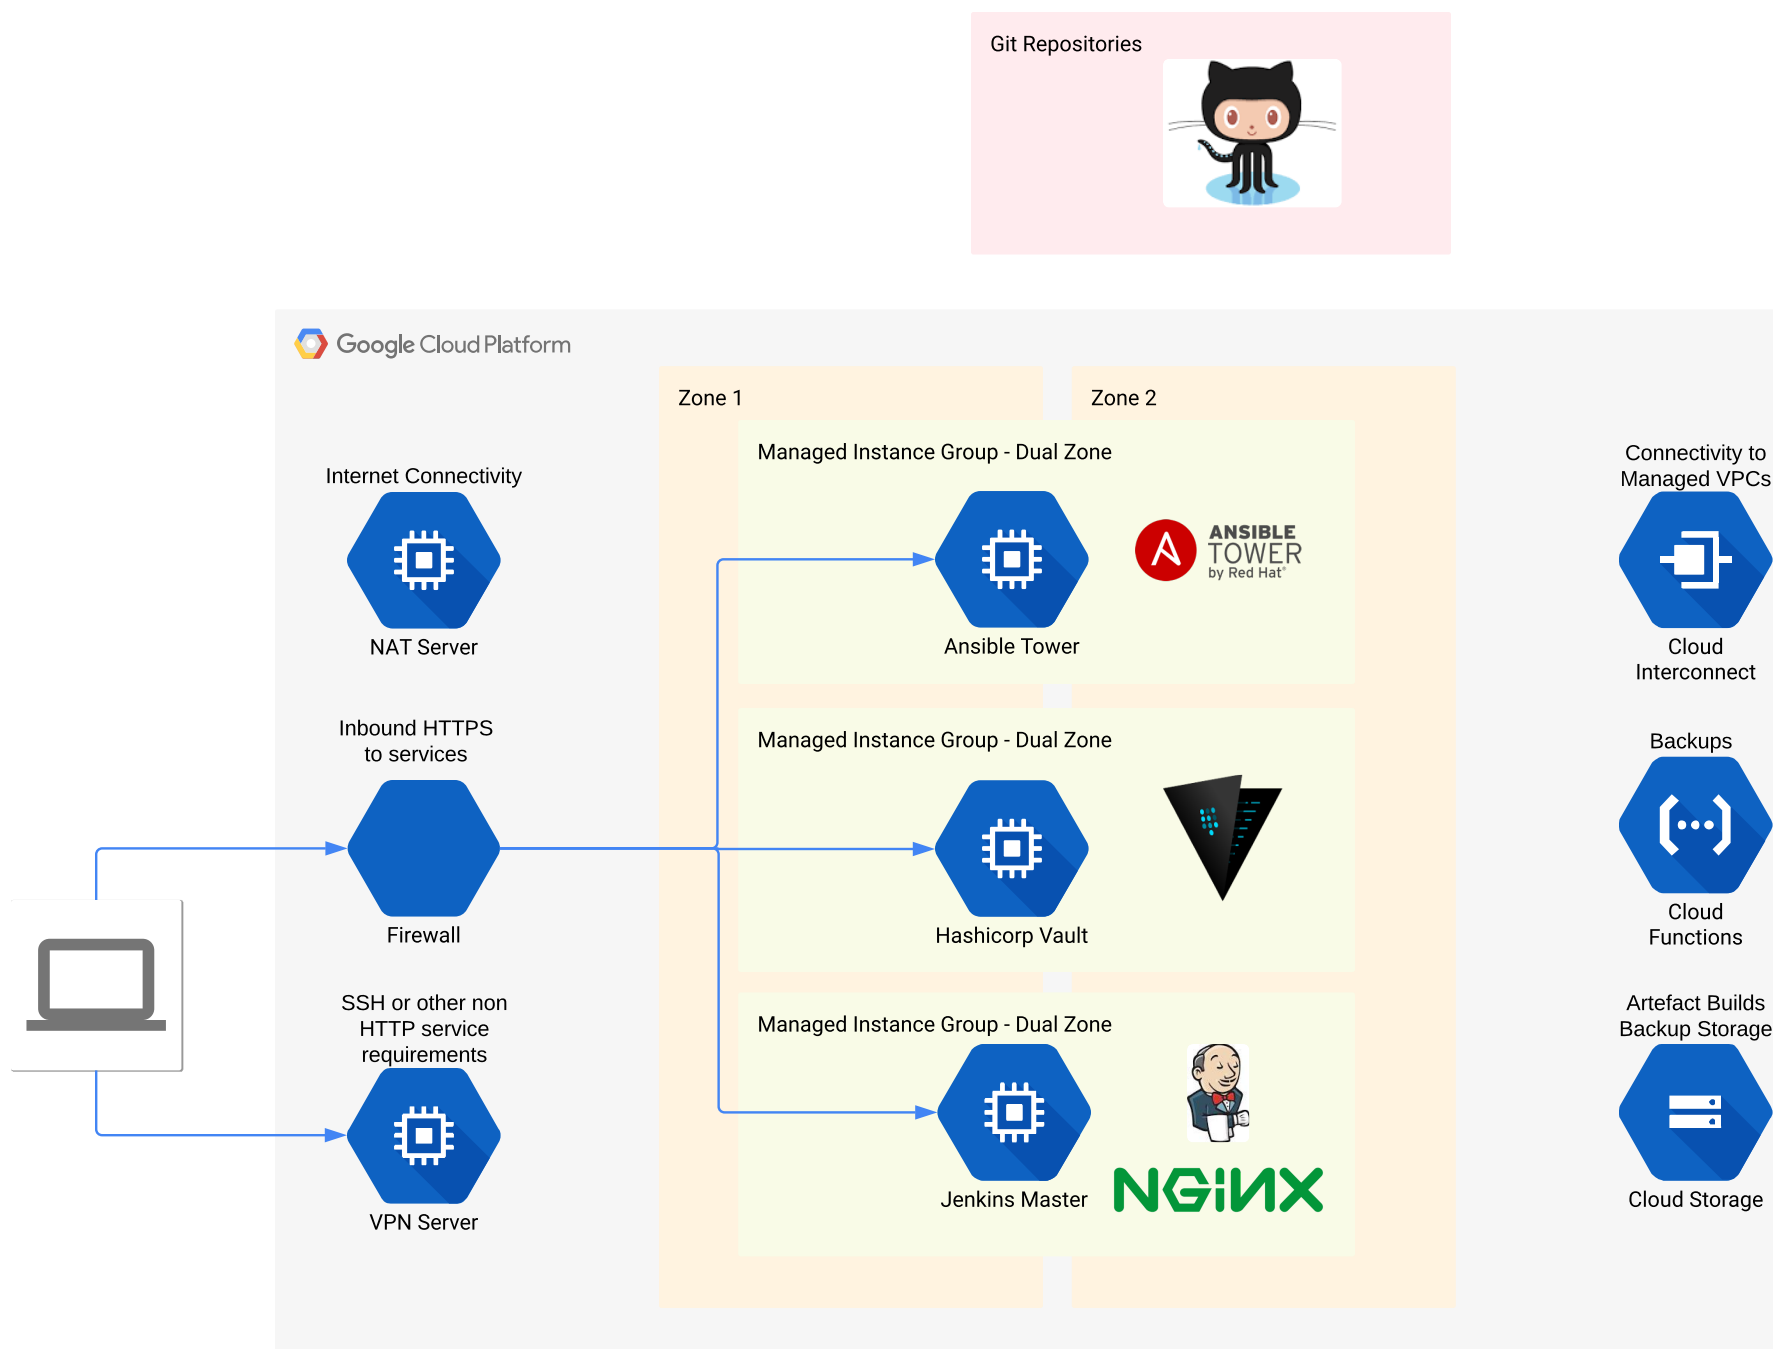 Git Repositories
Google Cloud Platform
Zone 1
Zone 2
Managed Instance Group - Dual Zone
ANSIBLE
TOWER
by Red Hat®
Ansible Tower
Internet Connectivity
NAT Server
Connectivity to
Managed VPCs
Cloud
Interconnect
Inbound HTTPS
to services
Firewall
Managed Instance Group - Dual Zone
Hashicorp Vault
Backups
Cloud
Functions
SSH or other non
HTTP service
requirements
VPN Server
Managed Instance Group - Dual Zone
Jenkins Master
NGINX
Artefact Builds
Backup Storage
Cloud Storage